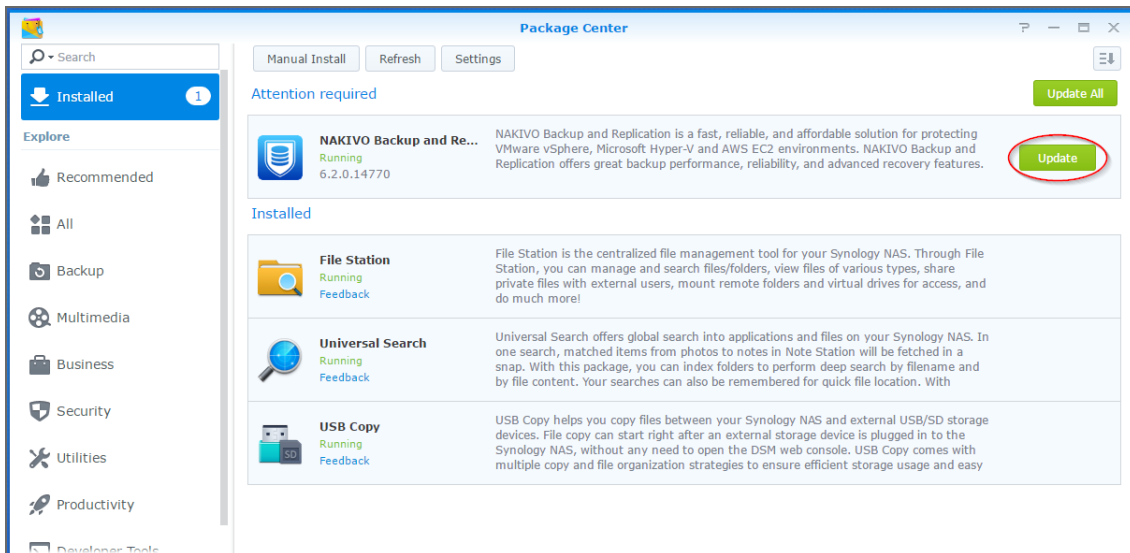 Package Center
Search
Manual Install Refresh Settings
Installed 1
Attention required
Update All
Explore
Recommended
All
Backup
Multimedia
Business
Security
Utilities
Productivity
Developer Tools
NAKIVO Backup and Re...
Running
6.2.0.14770
NAKIVO Backup and Replication is a fast, reliable, and affordable solution for protecting
VMware vSphere, Microsoft Hyper-V and AWS EC2 environments. NAKIVO Backup and
Replication offers great backup performance, reliability, and advanced recovery features.
Update
Installed
File Station
Running
Feedback
File Station is the centralized file management tool for your Synology NAS. Through File
Station, you can manage and search files/folders, view files of various types, share
private files with external users, mount remote folders and virtual drives for access, and
do much more!
Universal Search
Running
Feedback
Universal Search offers global search into applications and files on your Synology NAS. In
one search, matched items from photos to notes in Note Station will be fetched in a
snap. With this package, you can index folders to perform deep search by filename and
by file content. Your searches can also be remembered for quick file location. With
USB Copy
Running
Feedback
SD
USB Copy helps you copy files between your Synology NAS and external USB/SD storage
devices. File copy can start right after an external storage device is plugged in to the
Synology NAS, without any need to open the DSM web console. USB Copy comes with
multiple copy and file organization strategies to ensure efficient storage usage and easy